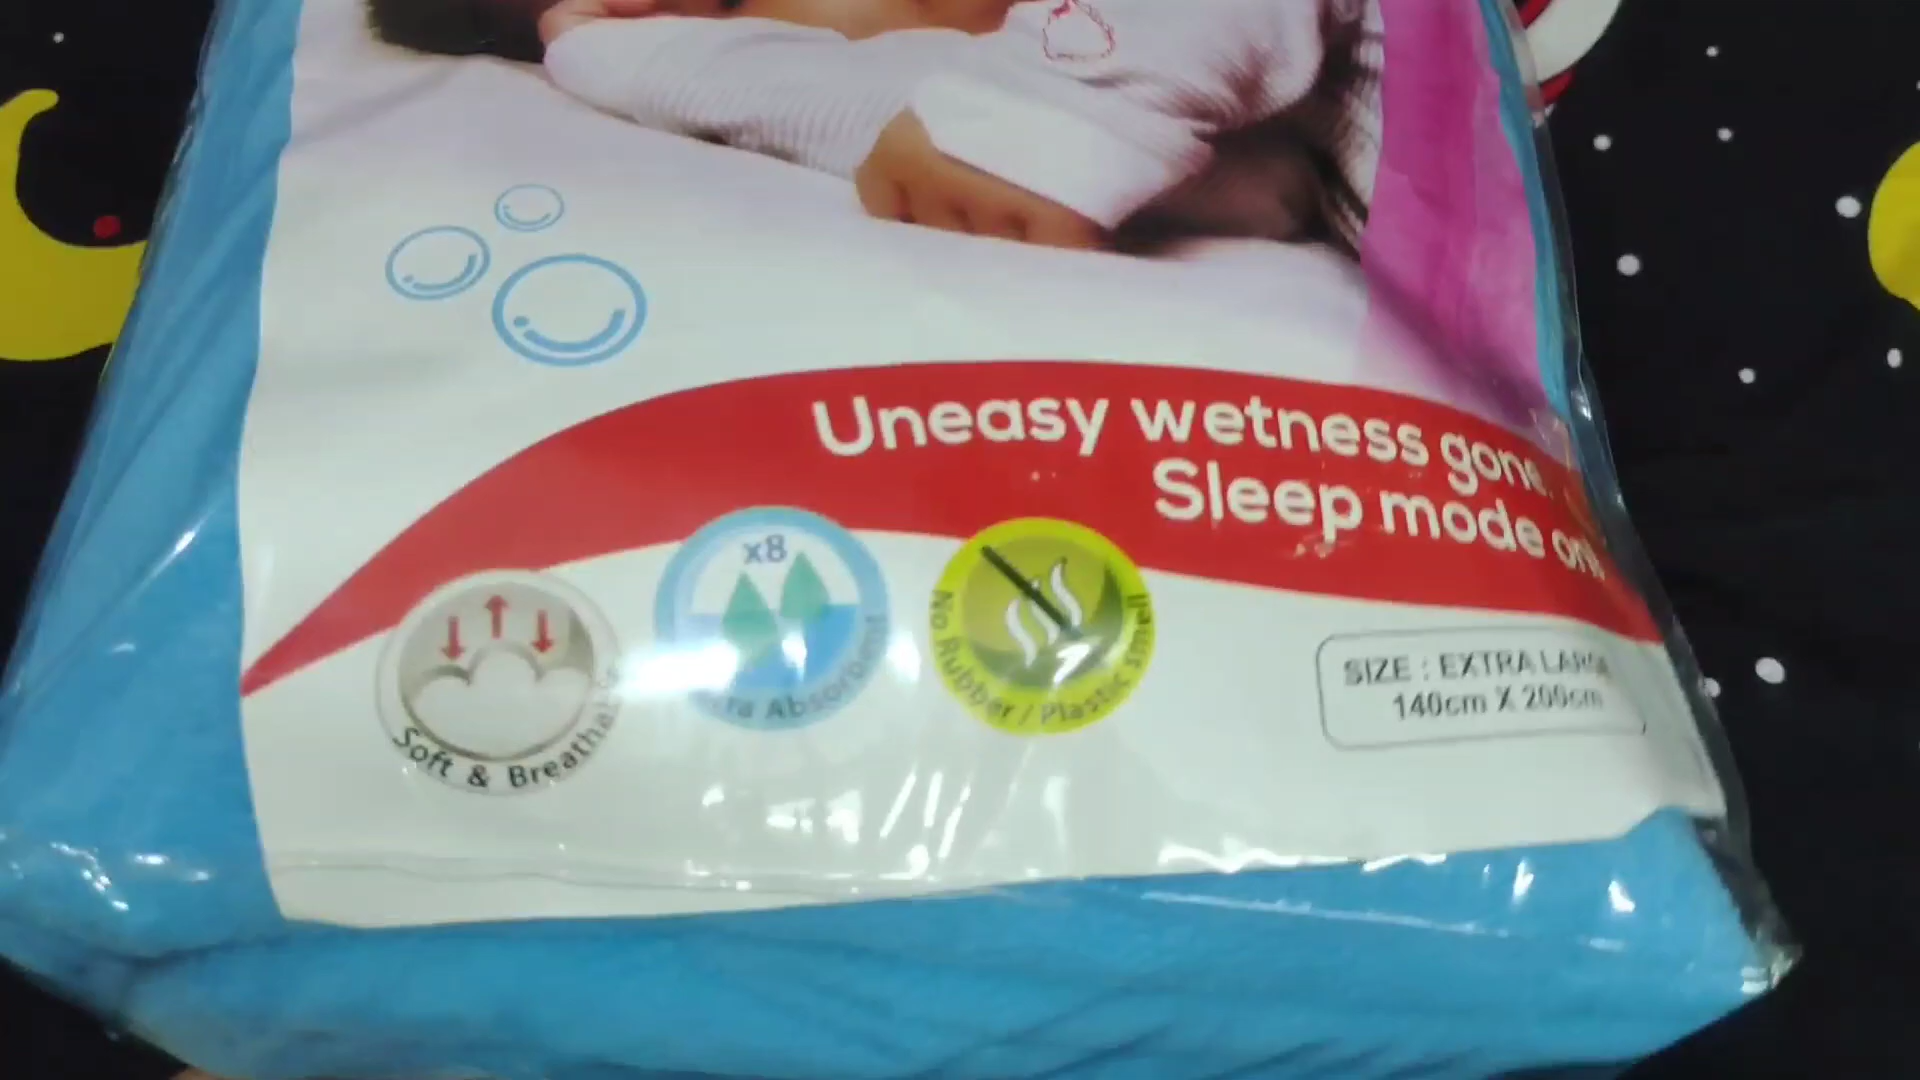 Uneasy wetness gone.
Sleep mode on!
x8
Soft & Breathable
Extra Absorbent
No Rubber / Plastic smell
SIZE : EXTRA LARGE
140cm X 200cm